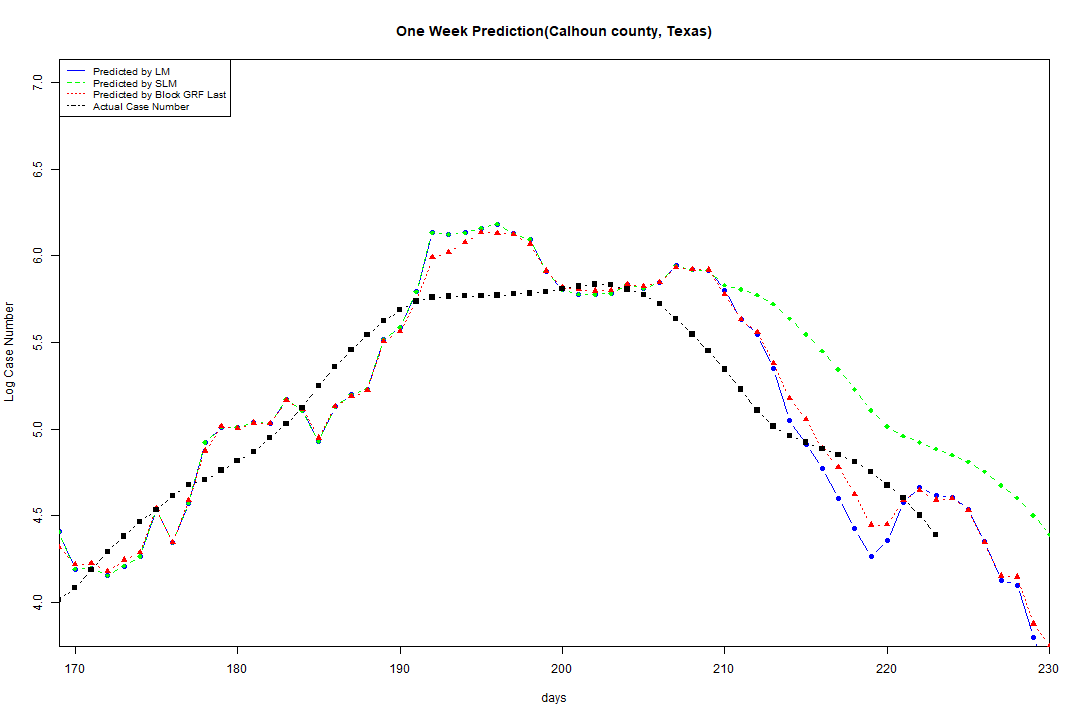 One Week Prediction(Calhoun county, Texas)
Predicted by LM
Predicted by SLM
Predicted by Block GRF Last
Actual Case Number
7.0
6.5
6.0
5.5
5.0
4.5
4.0
Log Case Number
170 180 190 200 210 220 230
days